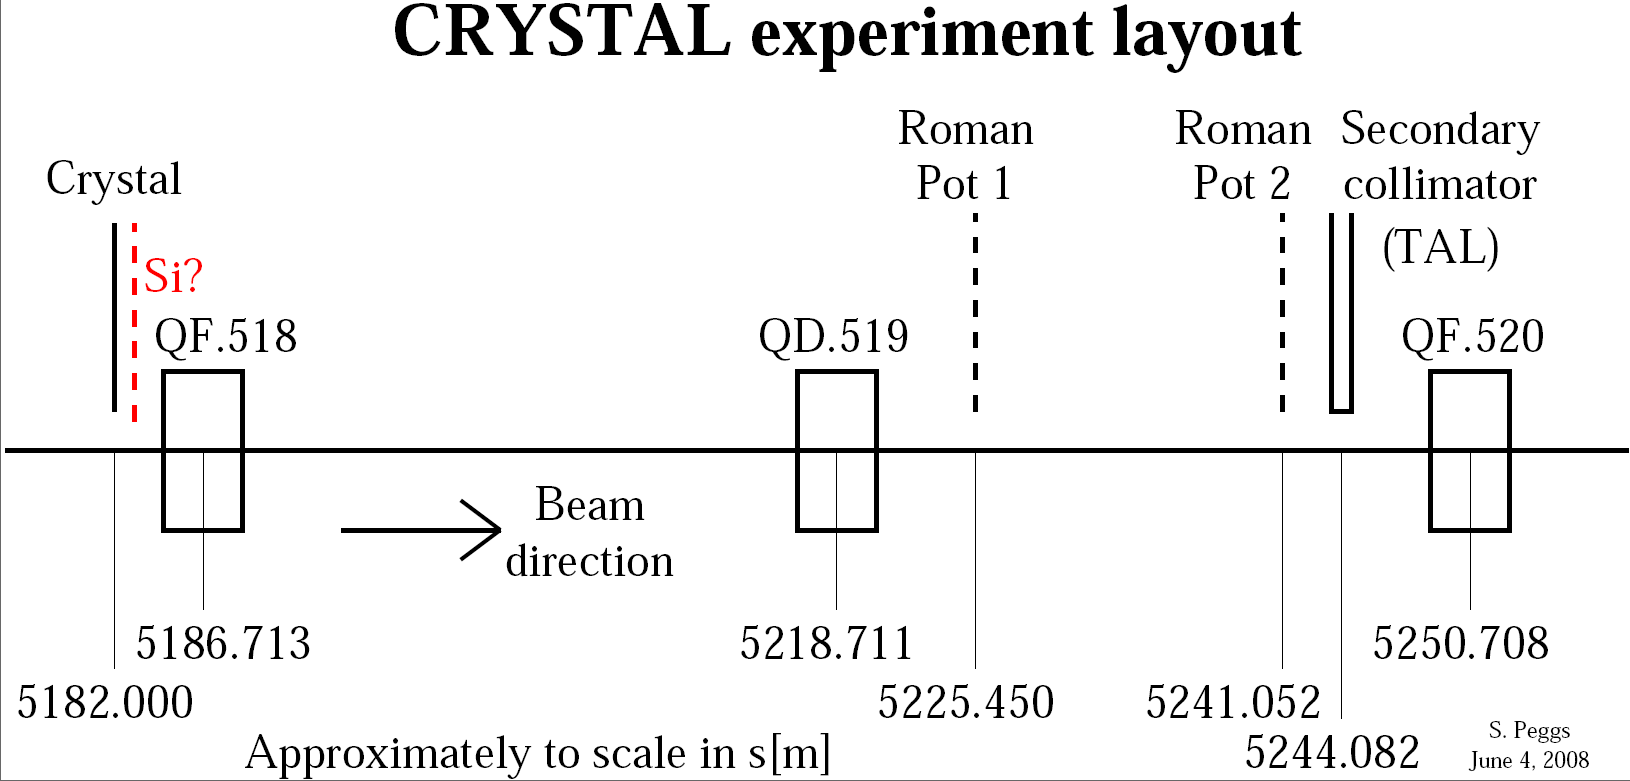 CRYSTAL experiment layout
Crystal
Si?
Roman
Pot 1
Roman
Pot 2
Secondary
collimator
(TAL)
QF.518
QD.519
QF.520
Beam
direction
5186.713
5218.711
5250.708
5182.000
5225.450
5241.052
5244.082
Approximately to scale in s[m]
S. Peggs
June 4, 2008